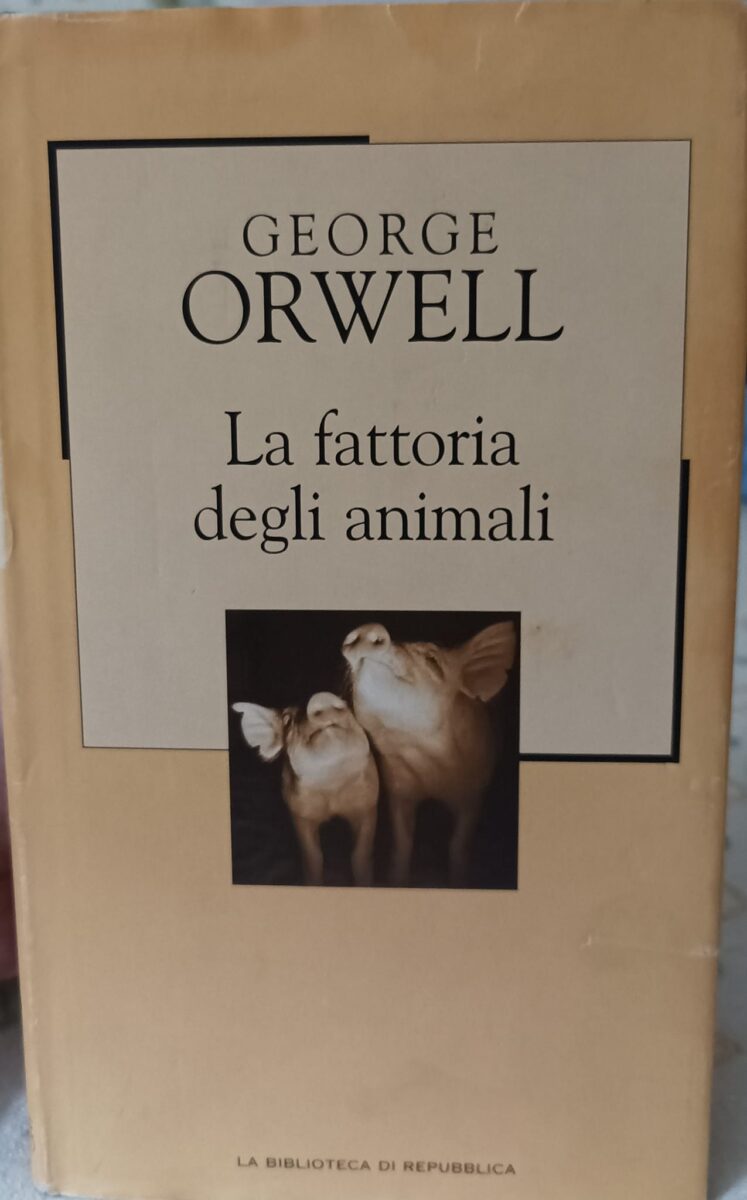 GEORGE
ORWELL
La fattoria
degli animali
LA BIBLIOTECA DI REPUBBLICA